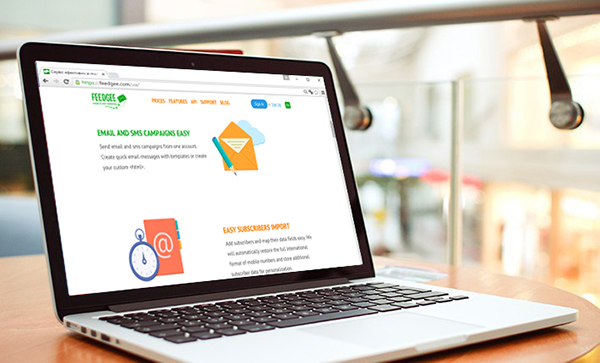 https://feedgee.com
FEEDGEE
PRICES FEATURES API SUPPORT BLOG
Sign in or Sign Up
EMAIL AND SMS CAMPAIGNS EASY
Send email and sms campaigns from one account.
Create quick email messages with templates or create
your custom <html>.
@
EASY SUBSCRIBERS IMPORT
Add subscribers and map their data fields easy. We
will automatically restore the full international
format of mobile numbers and store additional
subscriber data for personalization.